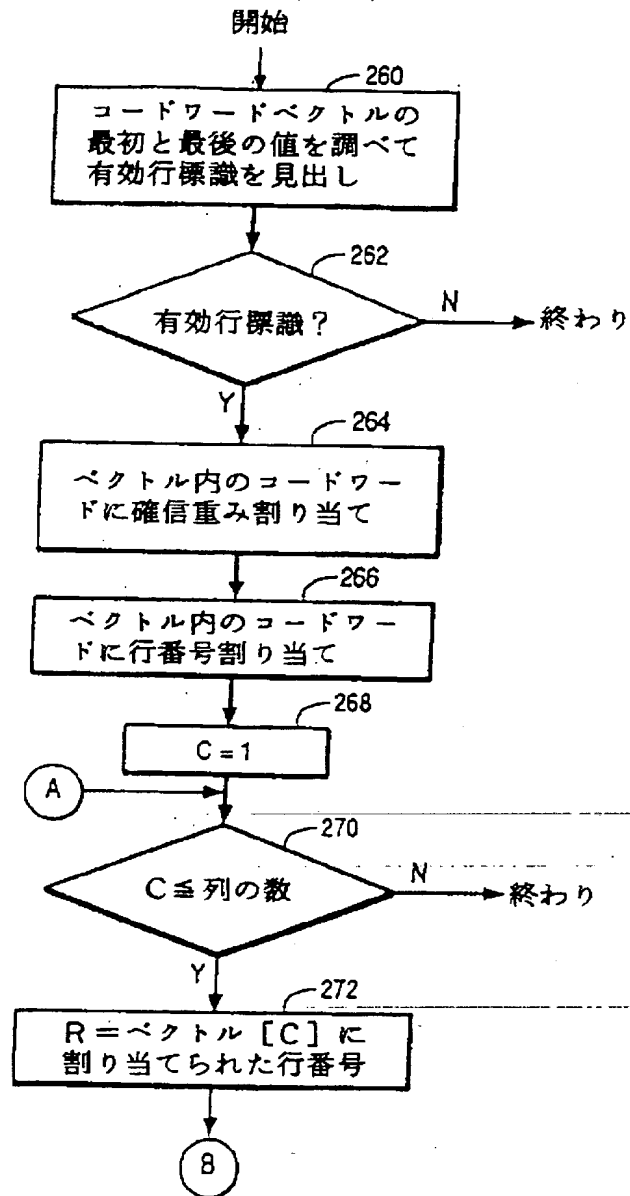 開始
260
コードワードベクトルの
最初と最後の値を調べて
有効行標識を見出し
262
有効行標識?
N
終わり
Y
264
ベクトル内のコードワー
ドに確信重み割り当て
266
ベクトル内のコードワー
ドに行番号割り当て
268
C=1
A
270
C≦列の数
N
終わり
Y
272
R=ベクトル[C]に
割り当てられた行番号
B